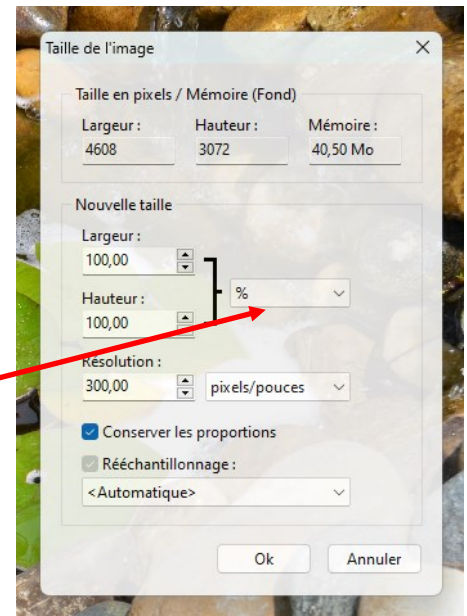 Taille de l'image
Taille en pixels / Mémoire (Fond)
Largeur : Hauteur : Mémoire :
4608 3072 40,50 Mo
Nouvelle taille
Largeur :
100,00
%
Hauteur :
100,00
Résolution :
300,00 pixels/pouces
Conserver les proportions
Rééchantillonnage :
<Automatique>
Ok Annuler